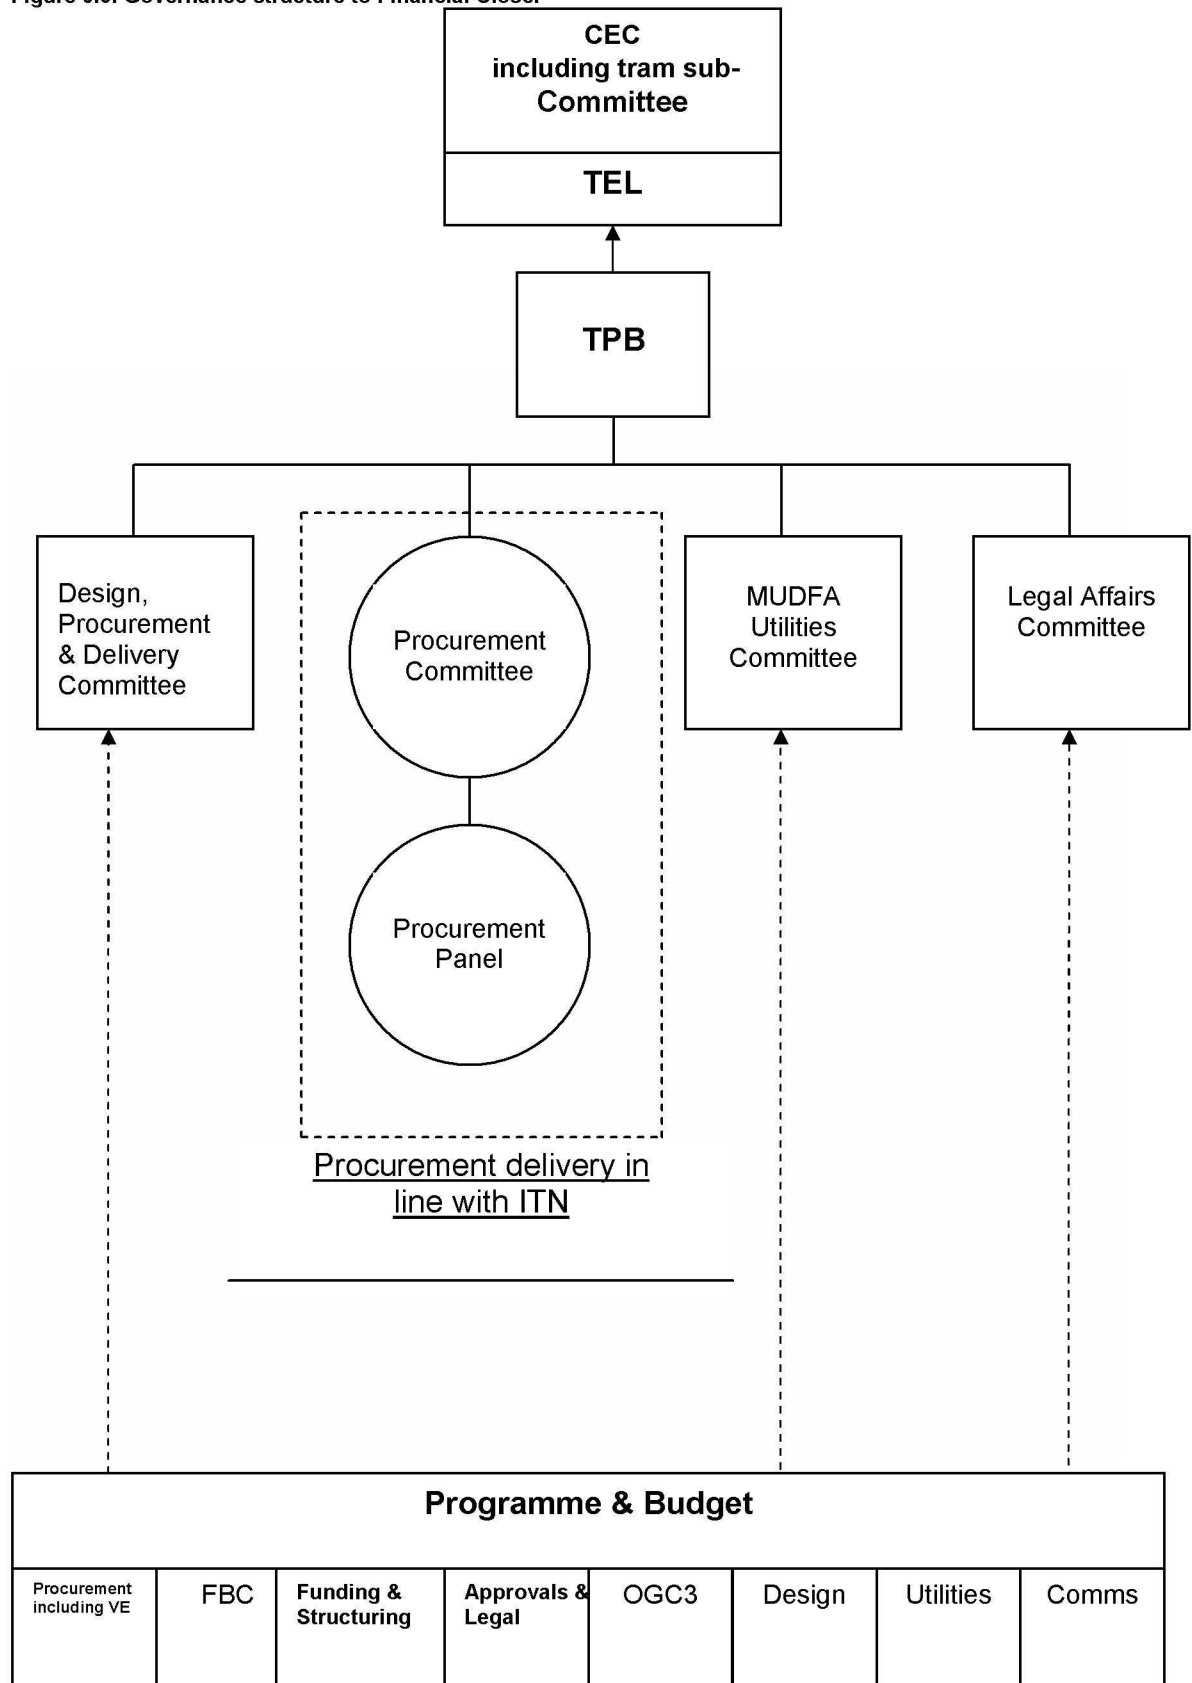 CEC
including tram sub-
Committee
TEL
TPB
Design,
Procurement
& Delivery
Committee
Procurement
Committee
MUDFA
Utilities
Committee
Legal Affairs
Committee
Procurement
Panel
Procurement delivery in
line with ITN
Programme & Budget
Procurement
including VE
FBC
Funding &
Structuring
Approvals &
Legal
OGC3
Design
Utilities
Comms